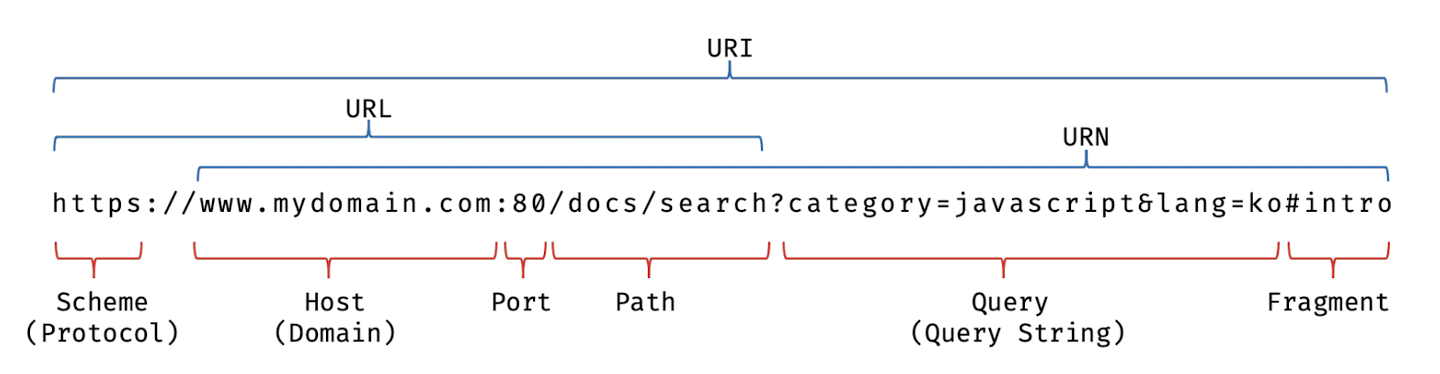 URI
URL
URN
https://www.mydomain.com:80/docs/search?category=javascript&lang=ko#intro
Scheme
(Protocol)
Host
(Domain)
Port
Path
Query
(Query String)
Fragment